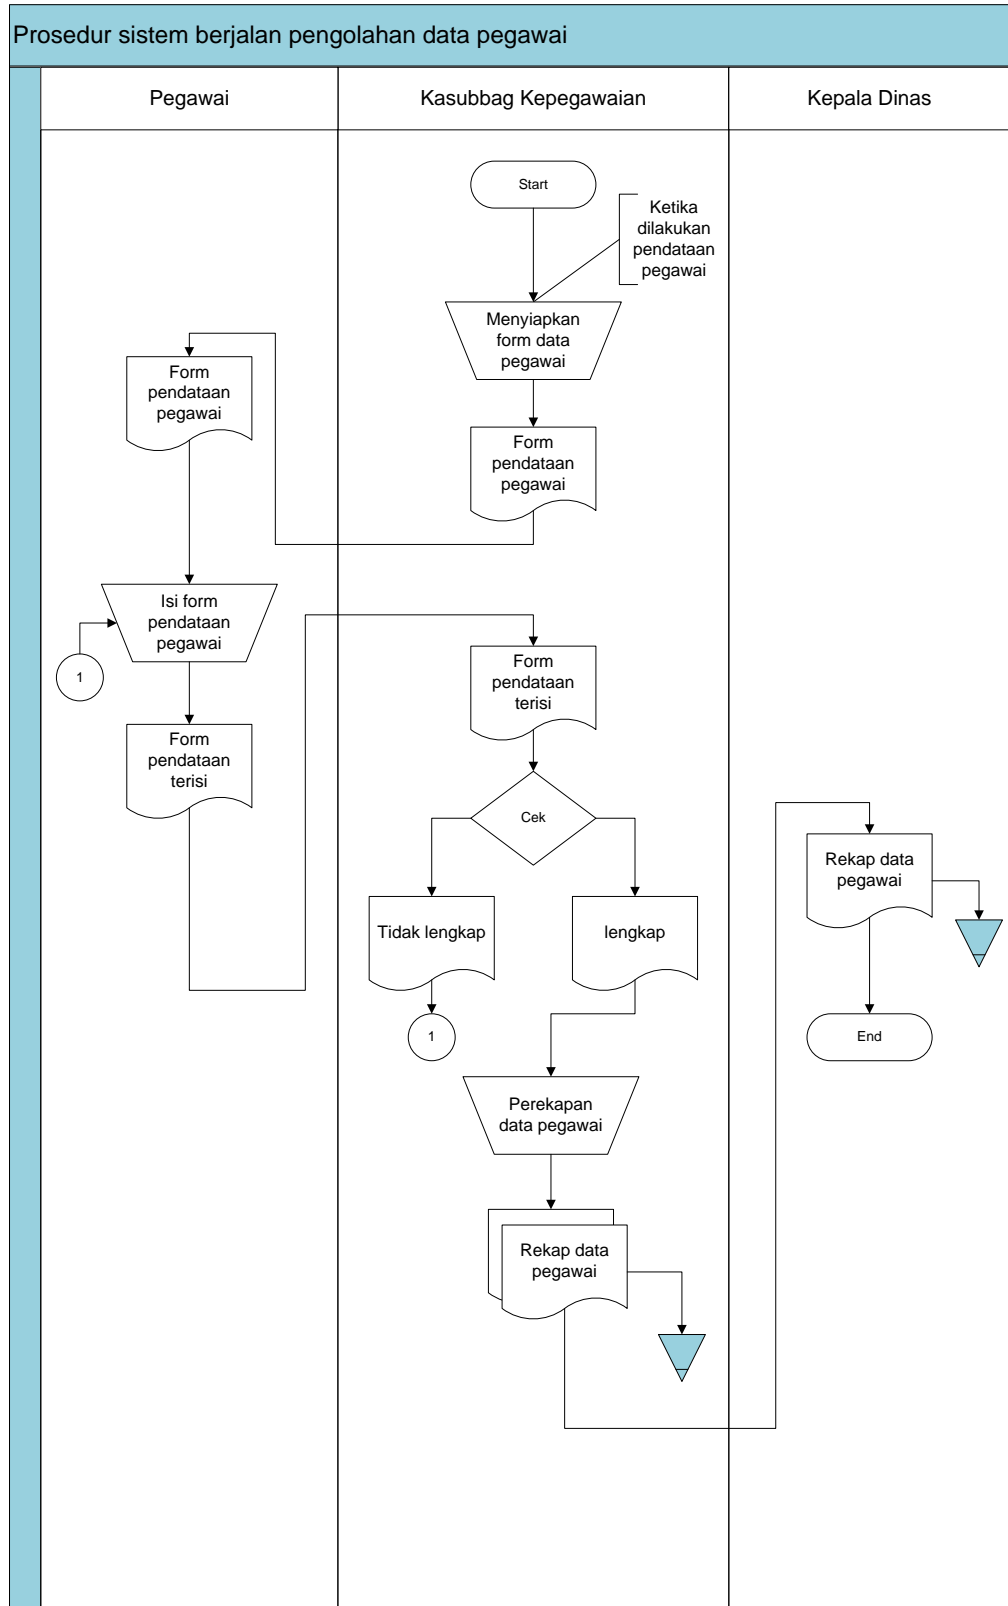 Prosedur sistem berjalan pengolahan data pegawai
Pegawai
Kasubbag Kepegawaian
Kepala Dinas
Start
Ketika
dilakukan
pendataan
pegawai
Menyiapkan
form data
pegawai
Form
pendataan
pegawai
Form
pendataan
pegawai
Isi form
pendataan
pegawai
1
Form
pendataan
terisi
Form
pendataan
terisi
Cek
Tidak lengkap
lengkap
1
Perekapan
data pegawai
Rekap data
pegawai
Rekap data
pegawai
End